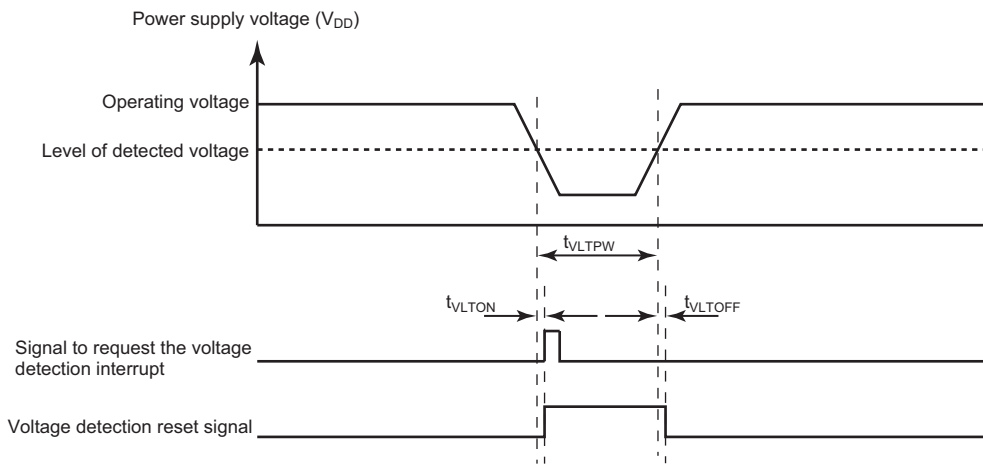 Power supply voltage (VDD)
Operating voltage
Level of detected voltage
tVLTPW
tVLTON
tVLTOFF
Signal to request the voltage
detection interrupt
Voltage detection reset signal